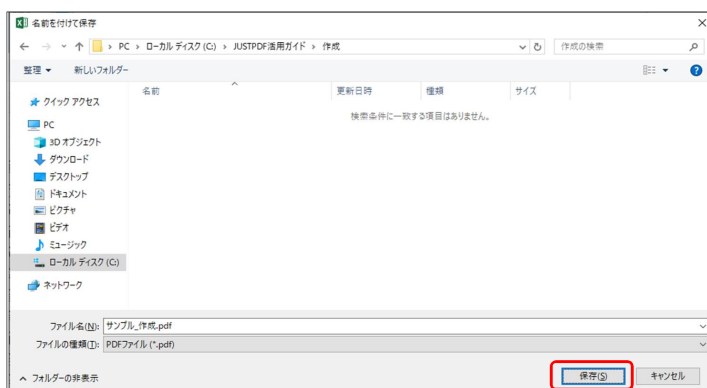 名前を付けて保存
PC › ローカル ディスク (C:) › JUSTPDF活用ガイド › 作成
作成の検索
整理 新しいフォルダー
名前 更新日時 種類 サイズ
検索条件に一致する項目はありません。
クイック アクセス
PC
3D オブジェクト
ダウンロード
デスクトップ
ドキュメント
ピクチャ
ビデオ
ミュージック
ローカル ディスク (C:)
ネットワーク
ファイル名(N): サンプル_作成.pdf
ファイルの種類(T): PDFファイル (*.pdf)
フォルダーの非表示
保存(S) キャンセル